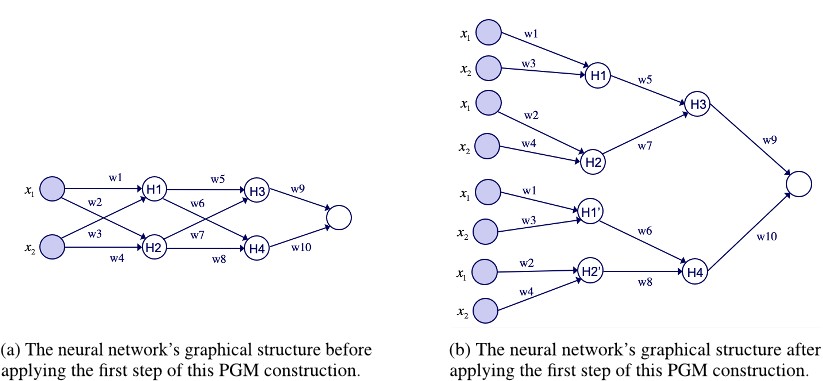 x1
x2
w1
w2
w3
w4
H1
H2
w5
w6
w7
w8
H3
H4
w9
w10
(a) The neural network's graphical structure before
applying the first step of this PGM construction.
x1
w1
x2
w3
H1
x1
w2
x2
w4
H2
w5
w7
H3
x1
w1
x2
w3
H1'
x1
w2
x2
w4
H2'
w6
w8
H4
w9
w10
(b) The neural network's graphical structure after
applying the first step of this PGM construction.